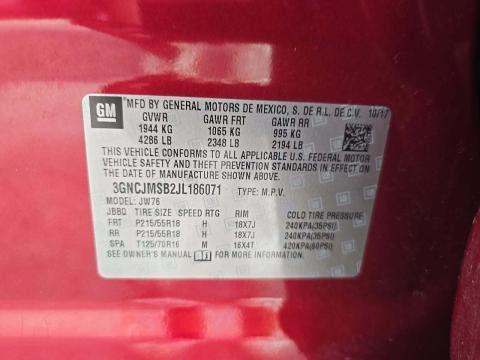 GM
MFD BY GENERAL MOTORS DE MEXICO, S. DE R.L. DE C.V. 10/17
GVWR GAWR FRT GAWR RR
1944 KG 1065 KG 995 KG
4286 LB 2348 LB 2194 LB
THIS VEHICLE CONFORMS TO ALL APPLICABLE U.S. FEDERAL MOTOR
VEHICLE SAFETY AND THEFT PREVENTION STANDARDS IN EFFECT ON
THE DATE OF MANUFACTURE SHOWN ABOVE.
3GNCJMSB2JL186071 TYPE: M.P.V.
MODEL: JW76
JBBQ TIRE SIZE SPEED RTG RIM COLD TIRE PRESSURE
FRT P215/55R18 H 18X7J 240KPA(35PSI)
RR P215/55R18 H 18X7J 240KPA(35PSI)
SPA T125/70R16 M 16X4T 420KPA(60PSI)
SEE OWNER'S MANUAL FOR MORE INFORMATION.